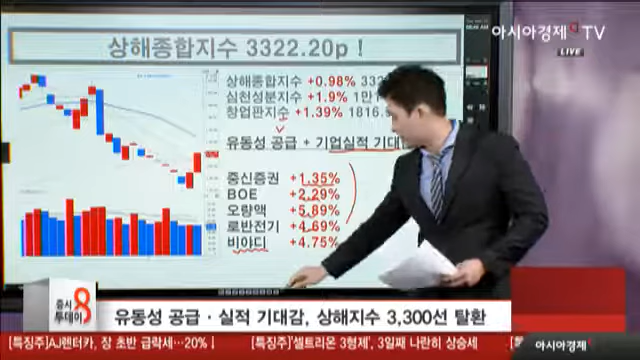 아시아경제 TV
LIVE
상해종합지수 3322.20p !
상해종합지수 +0.98% 332
심천성분지수 +1.9% 1만1
창업판지수 +1.39% 1816.
유동성 공급 + 기업실적 기대
중신증권 +1.35%
BOE +2.29%
오량액 +5.89%
로반전기 +4.69%
비야디 +4.75%
증시
투데이 8
유동성 공급 · 실적 기대감, 상해지수 3,300선 탈환
[특징주]AJ렌터카, 장 초반 급락세…20%↓ [특징주]'셀트리온 3형제', 3일째 나란히 상승세
아시아경제 TV